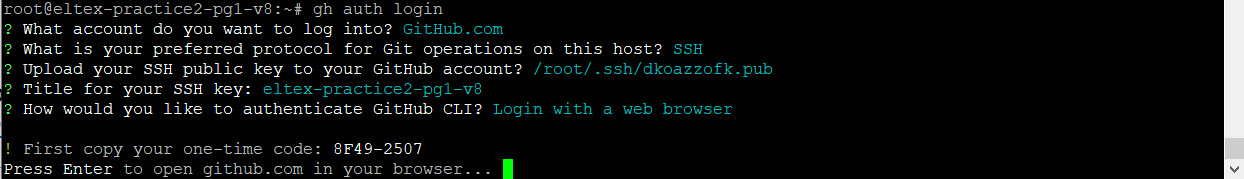 root@eltex-practice2-pg1-v8:~# gh auth login
? What account do you want to log into? GitHub.com
? What is your preferred protocol for Git operations on this host? SSH
? Upload your SSH public key to your GitHub account? /root/.ssh/dkoazzofk.pub
? Title for your SSH key: eltex-practice2-pg1-v8
? How would you like to authenticate GitHub CLI? Login with a web browser
! First copy your one-time code: 8F49-2507
Press Enter to open github.com in your browser...